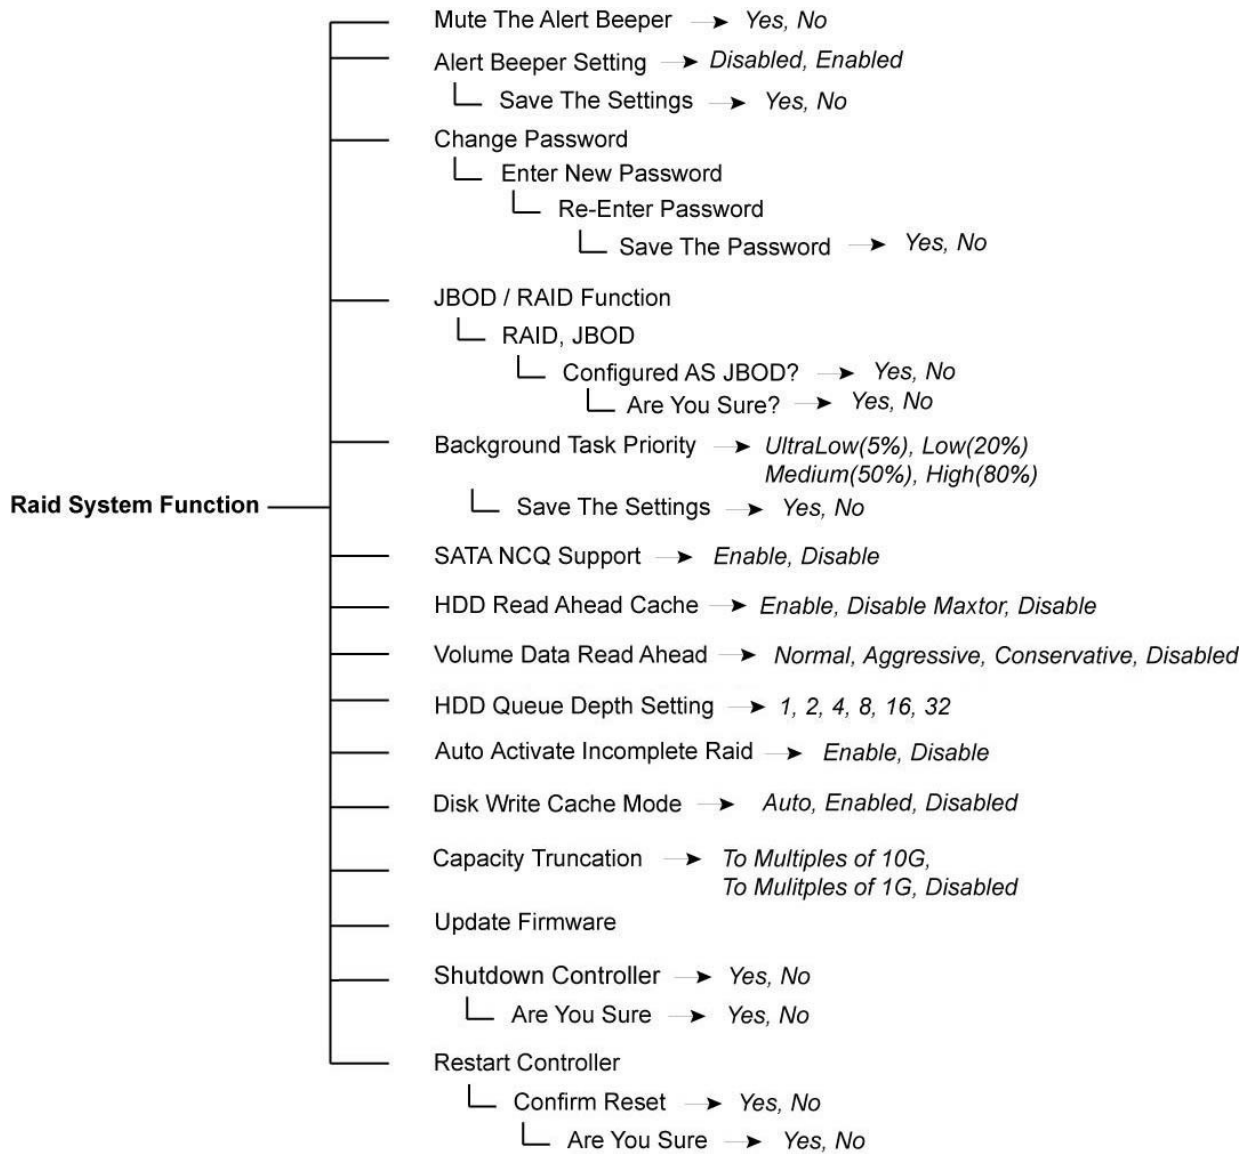 Mute The Alert Beeper Yes, No
Alert Beeper Setting Disabled, Enabled
Save The Settings Yes, No
Change Password
Enter New Password
Re-Enter Password
Save The Password Yes, No
JBOD / RAID Function
RAID, JBOD
Configured AS JBOD? Yes, No
Are You Sure? Yes, No
Background Task Priority UltraLow(5%), Low(20%)
Medium(50%), High(80%)
Raid System Function
Save The Settings Yes, No
SATA NCQ Support Enable, Disable
HDD Read Ahead Cache Enable, Disable Maxtor, Disable
Volume Data Read Ahead Normal, Aggressive, Conservative, Disabled
HDD Queue Depth Setting 1, 2, 4, 8, 16, 32
Auto Activate Incomplete Raid Enable, Disable
Disk Write Cache Mode Auto, Enabled, Disabled
Capacity Truncation To Multiples of 10G,
To Mulitples of 1G, Disabled
Update Firmware
Shutdown Controller Yes, No
Are You Sure Yes, No
Restart Controller
Confirm Reset Yes, No
Are You Sure Yes, No